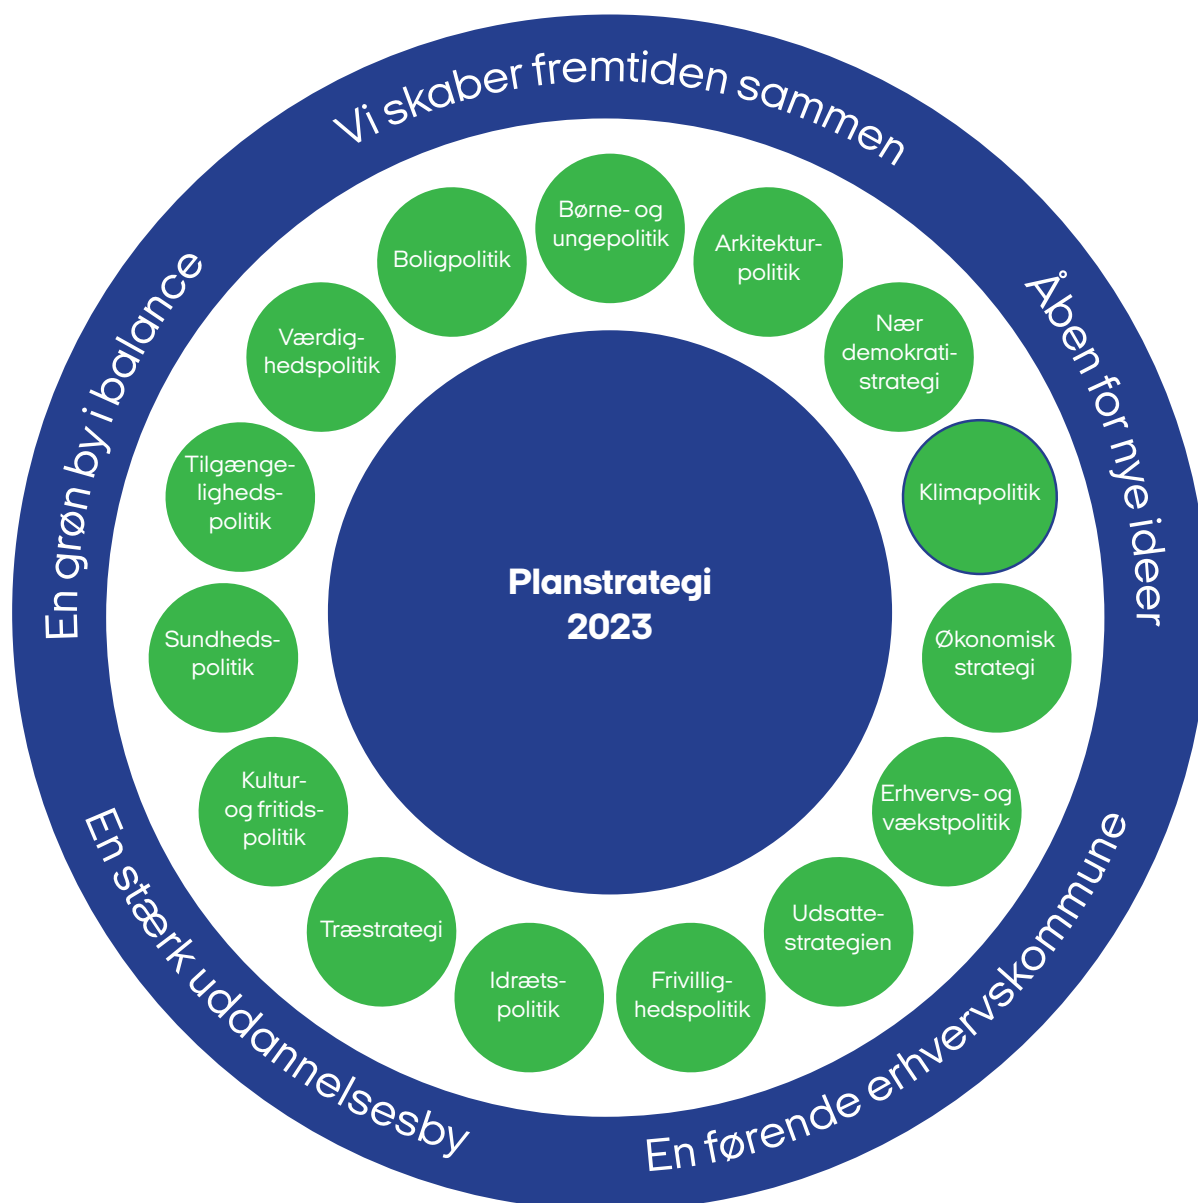 Vi skaber fremtiden sammen
Åben for nye ideer
En førende erhvervskommune
En stærk uddannelsesby
En grøn by i balance
Børne- og
ungepolitik
Arkitektur-
politik
Nær
demokrati-
strategi
Klimapolitik
Økonomisk
strategi
Erhvervs- og
vækstpolitik
Udsatte-
strategien
Frivillig-
hedspolitik
Idræts-
politik
Træstrategi
Kultur-
og fritids-
politik
Sundheds-
politik
Tilgænge-
ligheds-
politik
Værdig-
hedspolitik
Boligpolitik
Planstrategi
2023